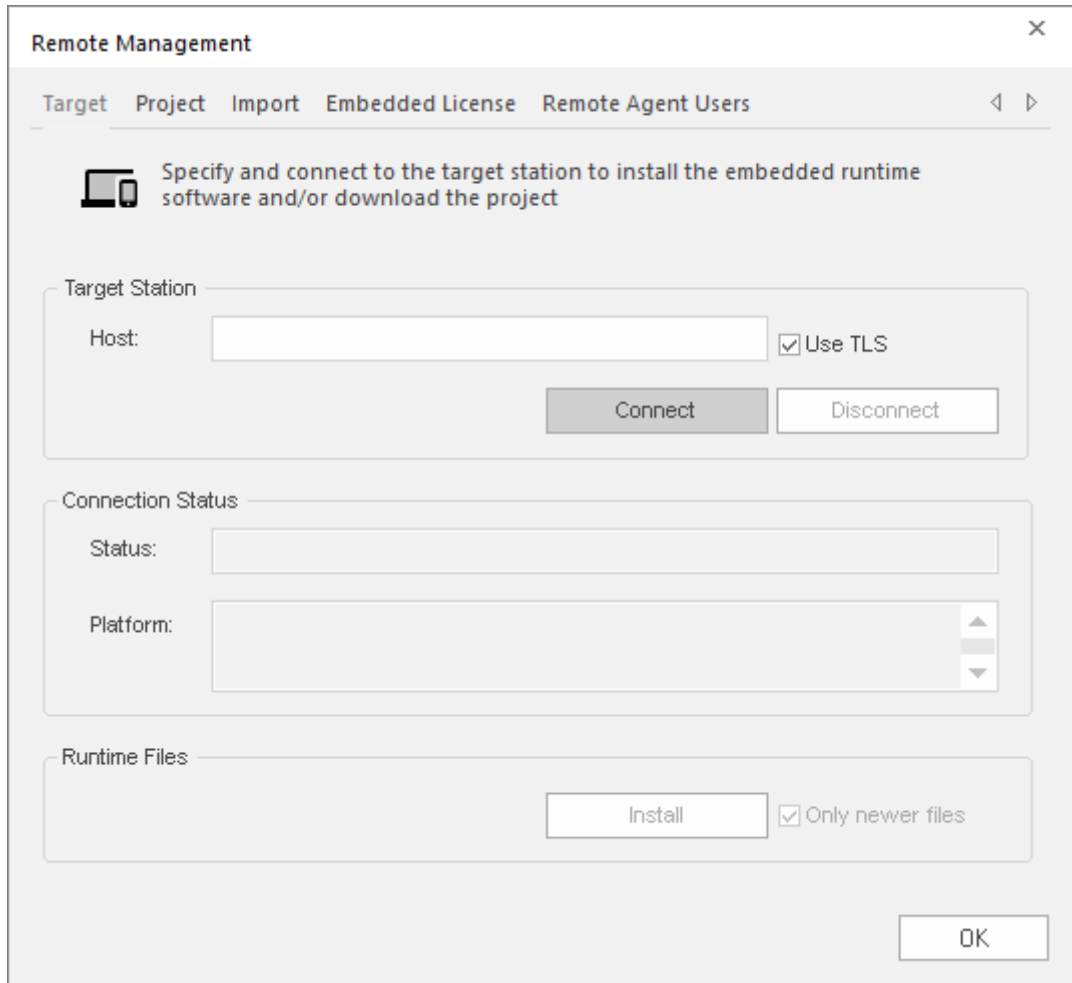 Remote Management
Target Project Import Embedded License Remote Agent Users
Specify and connect to the target station to install the embedded runtime
software and/or download the project
Target Station
Host:
Use TLS
Connect Disconnect
Connection Status
Status:
Platform:
Runtime Files
Install Only newer files
OK